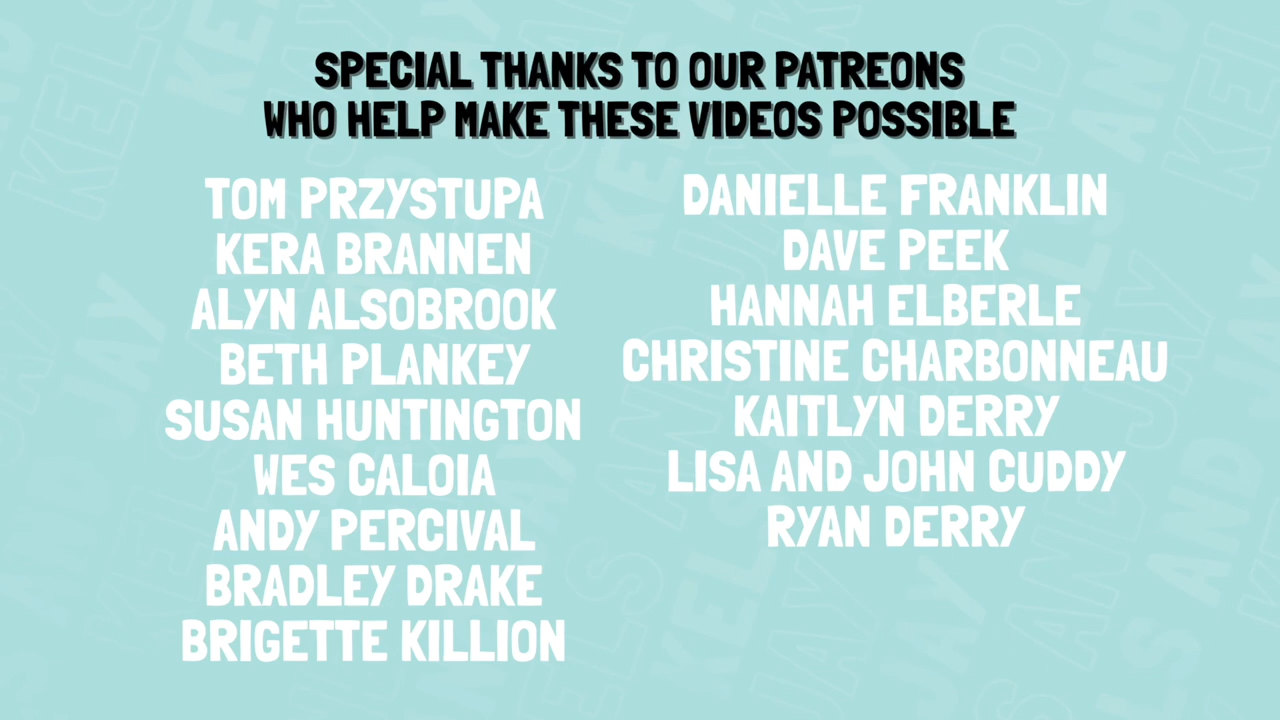 SPECIAL THANKS TO OUR PATREONS
WHO HELP MAKE THESE VIDEOS POSSIBLE
TOM PRZYSTUPA
KERA BRANNEN
ALYN ALSOBROOK
BETH PLANKEY
SUSAN HUNTINGTON
WES CALOIA
ANDY PERCIVAL
BRADLEY DRAKE
BRIGETTE KILLION
DANIELLE FRANKLIN
DAVE PEEK
HANNAH ELBERLE
CHRISTINE CHARBONNEAU
KAITLYN DERRY
LISA AND JOHN CUDDY
RYAN DERRY